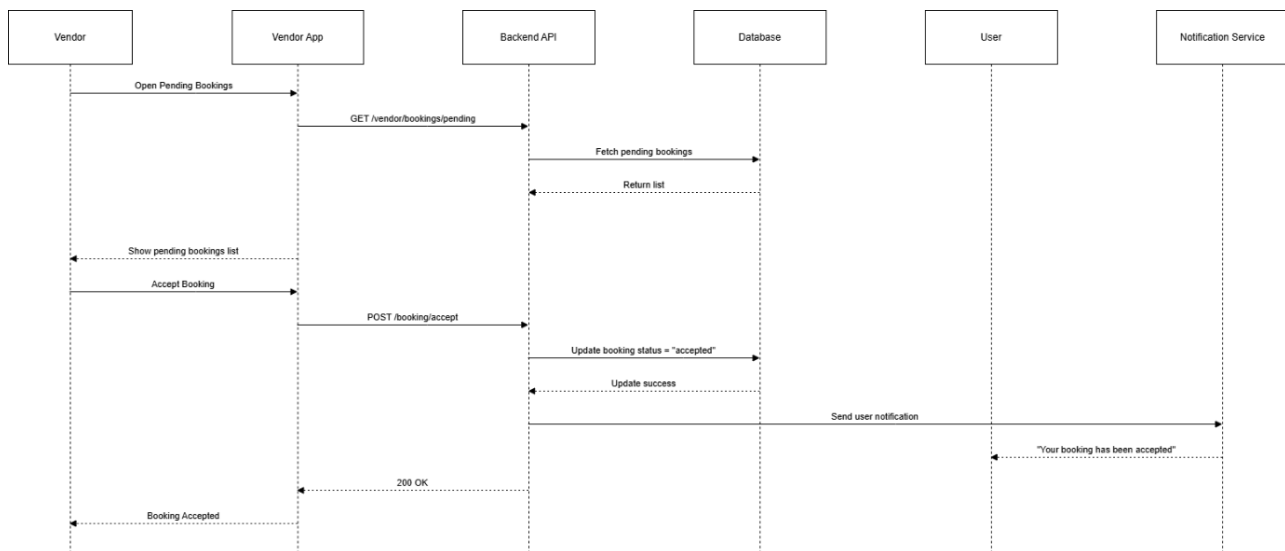 Vendor
Vendor App
Backend API
Database
User
Notification Service
Open Pending Bookings
GET /vendor/bookings/pending
Fetch pending bookings
Return list
Show pending bookings list
Accept Booking
POST /booking/accept
Update booking status = "accepted"
Update success
Send user notification
"Your booking has been accepted"
200 OK
Booking Accepted